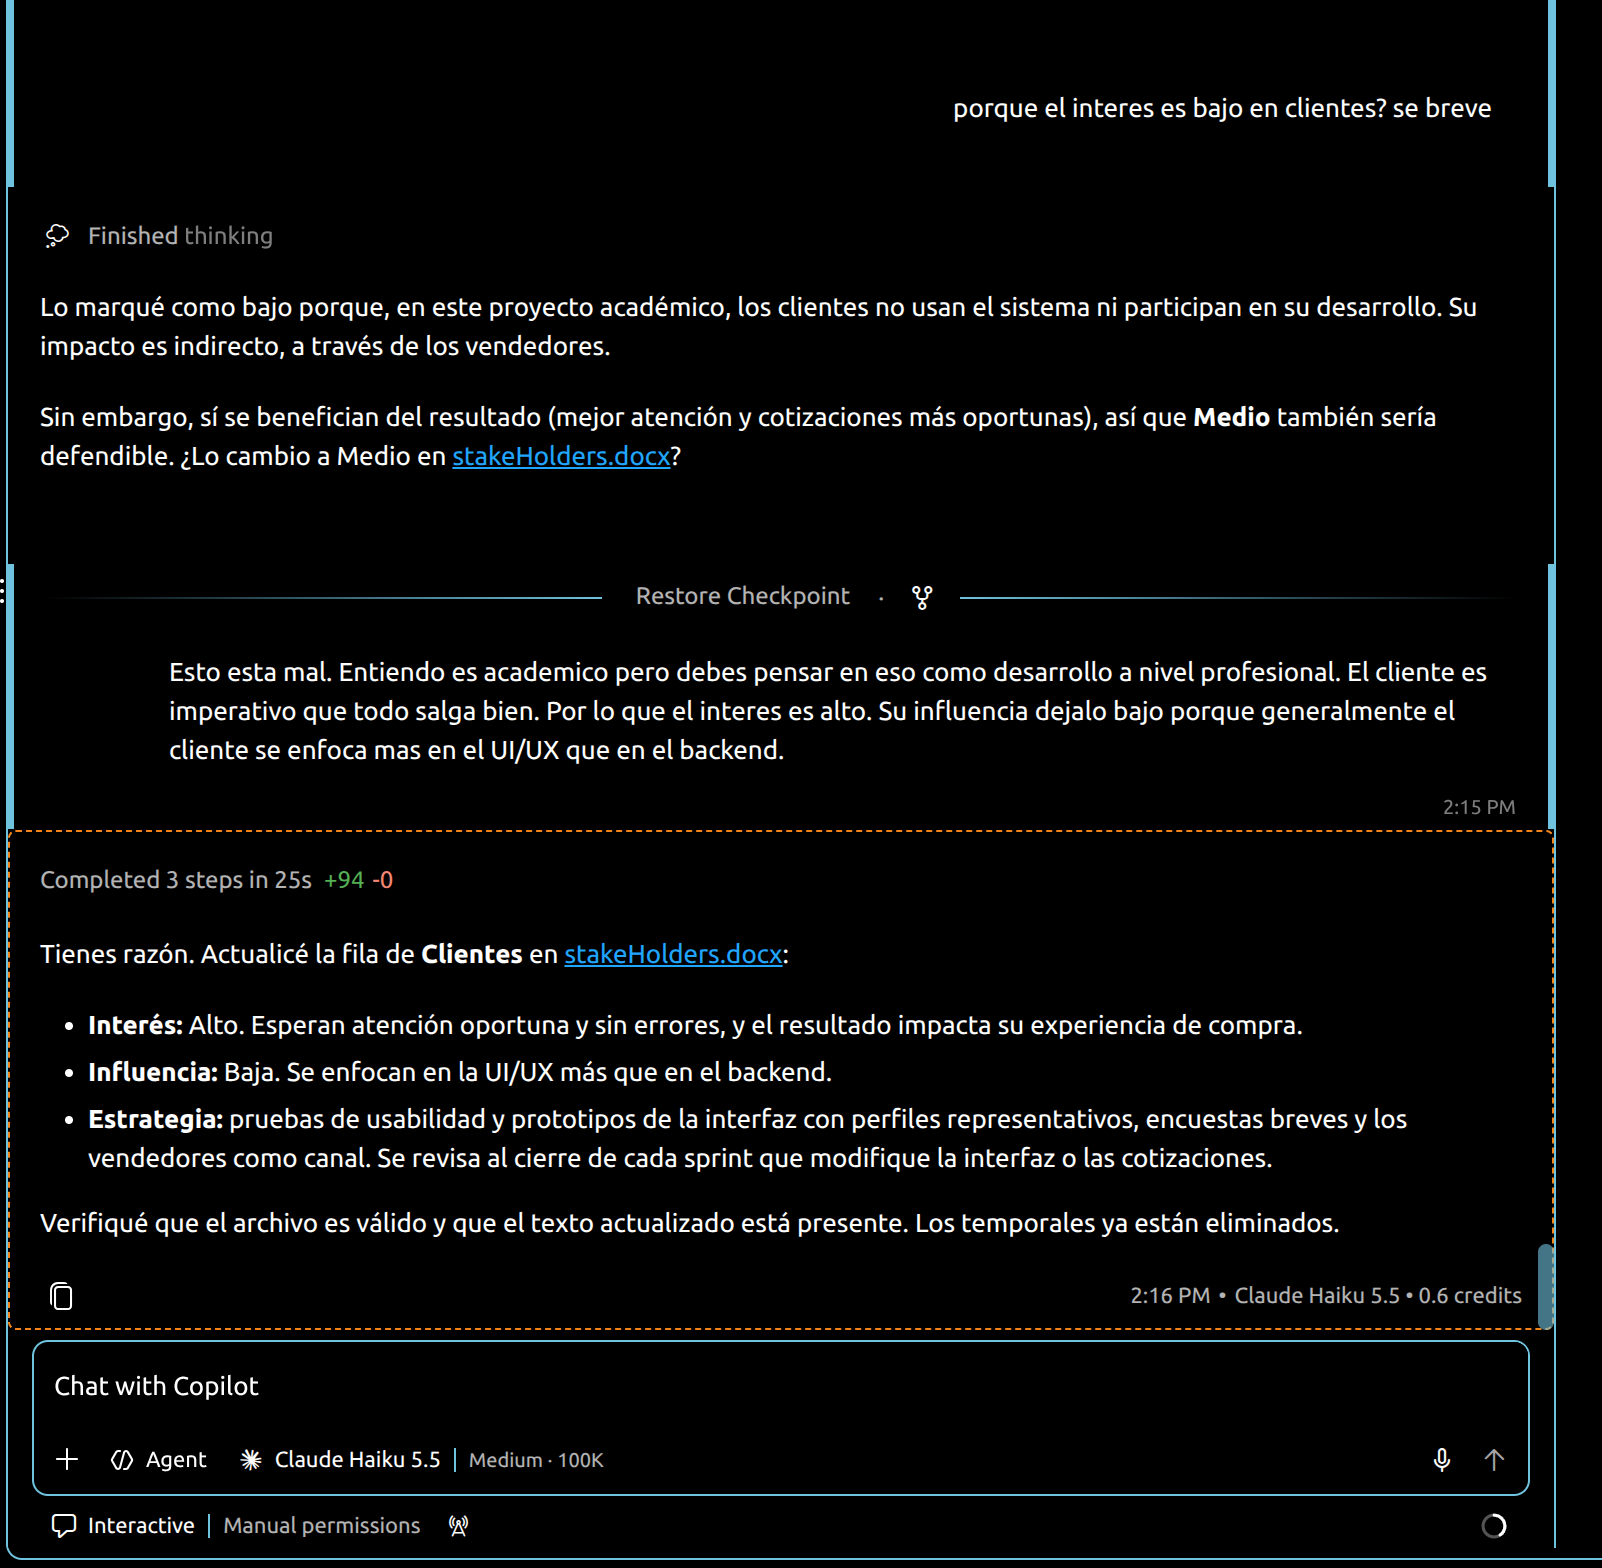 porque el interes es bajo en clientes? se breve
Finished thinking
Lo marqué como bajo porque, en este proyecto académico, los clientes no usan el sistema ni participan en su desarrollo. Su
impacto es indirecto, a través de los vendedores.
Sin embargo, sí se benefician del resultado (mejor atención y cotizaciones más oportunas), así que Medio también sería
defendible. ¿Lo cambio a Medio en stakeHolders.docx?
Restore Checkpoint ·
Esto esta mal. Entiendo es academico pero debes pensar en eso como desarrollo a nivel profesional. El cliente es
imperativo que todo salga bien. Por lo que el interes es alto. Su influencia dejalo bajo porque generalmente el
cliente se enfoca mas en el UI/UX que en el backend.
2:15 PM
Completed 3 steps in 25s +94 -0
Tienes razón. Actualicé la fila de Clientes en stakeHolders.docx:
• Interés: Alto. Esperan atención oportuna y sin errores, y el resultado impacta su experiencia de compra.
• Influencia: Baja. Se enfocan en la UI/UX más que en el backend.
• Estrategia: pruebas de usabilidad y prototipos de la interfaz con perfiles representativos, encuestas breves y los
vendedores como canal. Se revisa al cierre de cada sprint que modifique la interfaz o las cotizaciones.
Verifiqué que el archivo es válido y que el texto actualizado está presente. Los temporales ya están eliminados.
2:16 PM • Claude Haiku 5.5 • 0.6 credits
Chat with Copilot
Agent Claude Haiku 5.5 | Medium · 100K
Interactive | Manual permissions